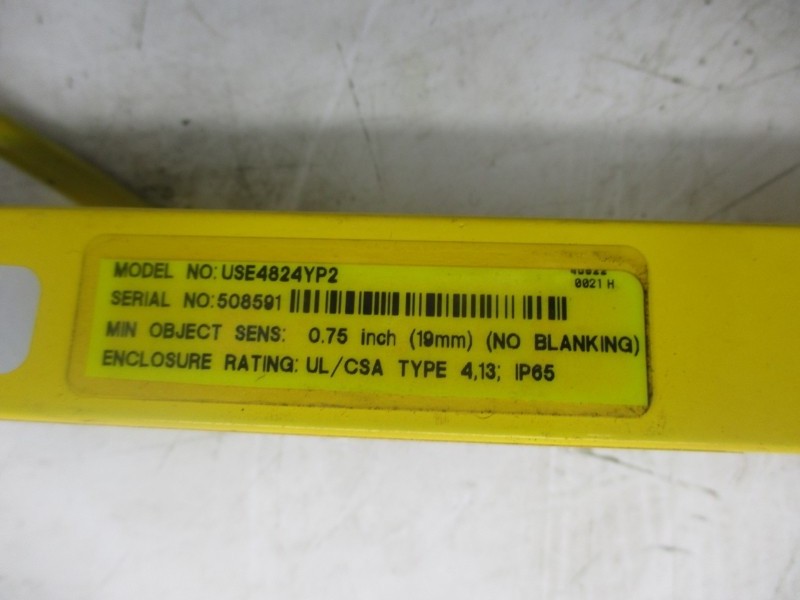 MODEL NO: USE4824YP2
0021 H
SERIAL NO: 508591
MIN OBJECT SENS: 0.75 inch (19mm) (NO BLANKING)
ENCLOSURE RATING: UL/CSA TYPE 4,13; IP65